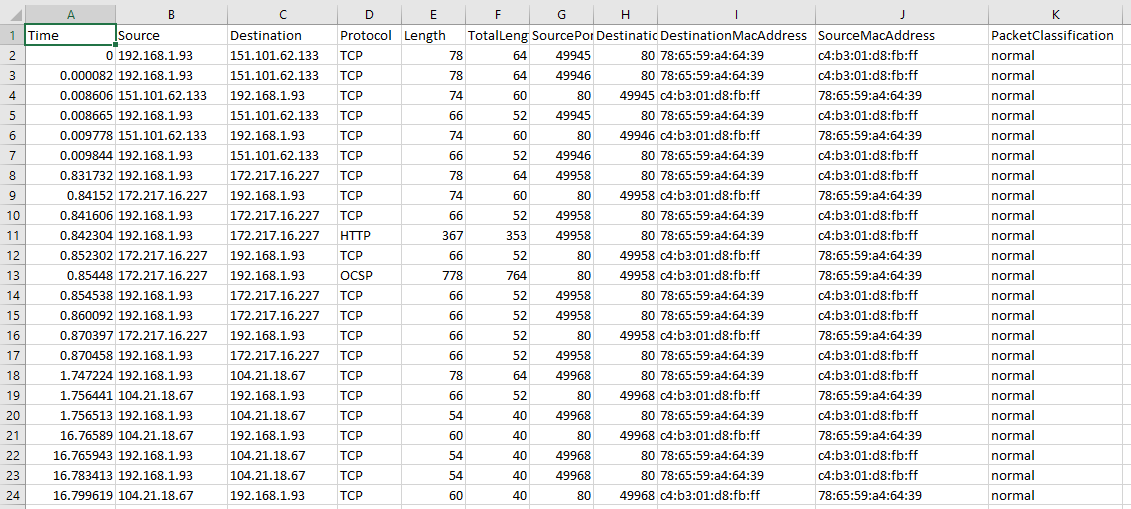 A B C D E F G H I J K
1 Time Source Destination Protocol Length TotalLeng SourcePor Destinatic DestinationMacAddress SourceMacAddress PacketClassification
2 0 192.168.1.93 151.101.62.133 TCP 78 64 49945 80 78:65:59:a4:64:39 c4:b3:01:d8:fb:ff normal
3 0.000082 192.168.1.93 151.101.62.133 TCP 78 64 49946 80 78:65:59:a4:64:39 c4:b3:01:d8:fb:ff normal
4 0.008606 151.101.62.133 192.168.1.93 TCP 74 60 80 49945 c4:b3:01:d8:fb:ff 78:65:59:a4:64:39 normal
5 0.008665 192.168.1.93 151.101.62.133 TCP 66 52 49945 80 78:65:59:a4:64:39 c4:b3:01:d8:fb:ff normal
6 0.009778 151.101.62.133 192.168.1.93 TCP 74 60 80 49946 c4:b3:01:d8:fb:ff 78:65:59:a4:64:39 normal
7 0.009844 192.168.1.93 151.101.62.133 TCP 66 52 49946 80 78:65:59:a4:64:39 c4:b3:01:d8:fb:ff normal
8 0.831732 192.168.1.93 172.217.16.227 TCP 78 64 49958 80 78:65:59:a4:64:39 c4:b3:01:d8:fb:ff normal
9 0.84152 172.217.16.227 192.168.1.93 TCP 74 60 80 49958 c4:b3:01:d8:fb:ff 78:65:59:a4:64:39 normal
10 0.841606 192.168.1.93 172.217.16.227 TCP 66 52 49958 80 78:65:59:a4:64:39 c4:b3:01:d8:fb:ff normal
11 0.842304 192.168.1.93 172.217.16.227 HTTP 367 353 49958 80 78:65:59:a4:64:39 c4:b3:01:d8:fb:ff normal
12 0.852302 172.217.16.227 192.168.1.93 TCP 66 52 80 49958 c4:b3:01:d8:fb:ff 78:65:59:a4:64:39 normal
13 0.85448 172.217.16.227 192.168.1.93 OCSP 778 764 80 49958 c4:b3:01:d8:fb:ff 78:65:59:a4:64:39 normal
14 0.854538 192.168.1.93 172.217.16.227 TCP 66 52 49958 80 78:65:59:a4:64:39 c4:b3:01:d8:fb:ff normal
15 0.860092 192.168.1.93 172.217.16.227 TCP 66 52 49958 80 78:65:59:a4:64:39 c4:b3:01:d8:fb:ff normal
16 0.870397 172.217.16.227 192.168.1.93 TCP 66 52 80 49958 c4:b3:01:d8:fb:ff 78:65:59:a4:64:39 normal
17 0.870458 192.168.1.93 172.217.16.227 TCP 66 52 49958 80 78:65:59:a4:64:39 c4:b3:01:d8:fb:ff normal
18 1.747224 192.168.1.93 104.21.18.67 TCP 78 64 49968 80 78:65:59:a4:64:39 c4:b3:01:d8:fb:ff normal
19 1.756441 104.21.18.67 192.168.1.93 TCP 66 52 80 49968 c4:b3:01:d8:fb:ff 78:65:59:a4:64:39 normal
20 1.756513 192.168.1.93 104.21.18.67 TCP 54 40 49968 80 78:65:59:a4:64:39 c4:b3:01:d8:fb:ff normal
21 16.76589 104.21.18.67 192.168.1.93 TCP 60 40 80 49968 c4:b3:01:d8:fb:ff 78:65:59:a4:64:39 normal
22 16.765943 192.168.1.93 104.21.18.67 TCP 54 40 49968 80 78:65:59:a4:64:39 c4:b3:01:d8:fb:ff normal
23 16.783413 192.168.1.93 104.21.18.67 TCP 54 40 49968 80 78:65:59:a4:64:39 c4:b3:01:d8:fb:ff normal
24 16.799619 104.21.18.67 192.168.1.93 TCP 60 40 80 49968 c4:b3:01:d8:fb:ff 78:65:59:a4:64:39 normal